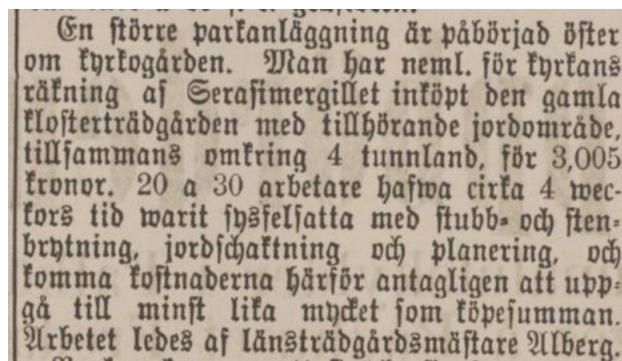 En större parkanläggning är påbörjad öster
om kyrkogården. Man har neml. för kyrkans
räkning af Serafimergillet inköpt den gamla
klosterträdgården med tillhörande jordområde,
tillsammans omkring 4 tunnland, för 3,005
kronor. 20 a 30 arbetare hafwa cirka 4 wec-
kors tid warit sysselsatta med stubb- och sten-
brytning, jordschaktning och planering, och
komma kostnaderna härför antagligen att upp-
gå till minst lika mycket som köpesumman.
Arbetet ledes af länsträdgårdsmästare Alberg.